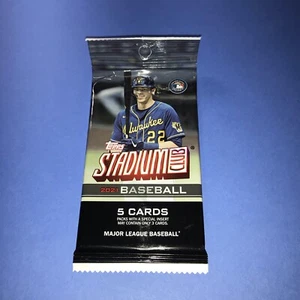 Milwaukee
22
Topps
STADIUM
CLUB
2021 BASEBALL
5 CARDS
PACKS WITH A SPECIAL INSERT
MAY CONTAIN ONLY 3 CARDS.
MAJOR LEAGUE BASEBALL®